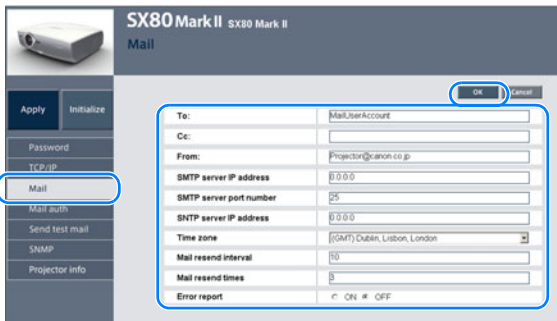 SX80 Mark II SX80 Mark II
Mail
OK Cancel
Apply Initialize
Password
TCP/IP
Mail
Mail auth
Send test mail
SNMP
Projector info
To: MailUserAccount
Cc:
From: Projector@canon.co.jp
SMTP server IP address 0.0.0.0
SMTP server port number 25
SNTP server IP address 0.0.0.0
Time zone (GMT) Dublin, Lisbon, London
Mail resend interval 10
Mail resend times 3
Error report ON OFF